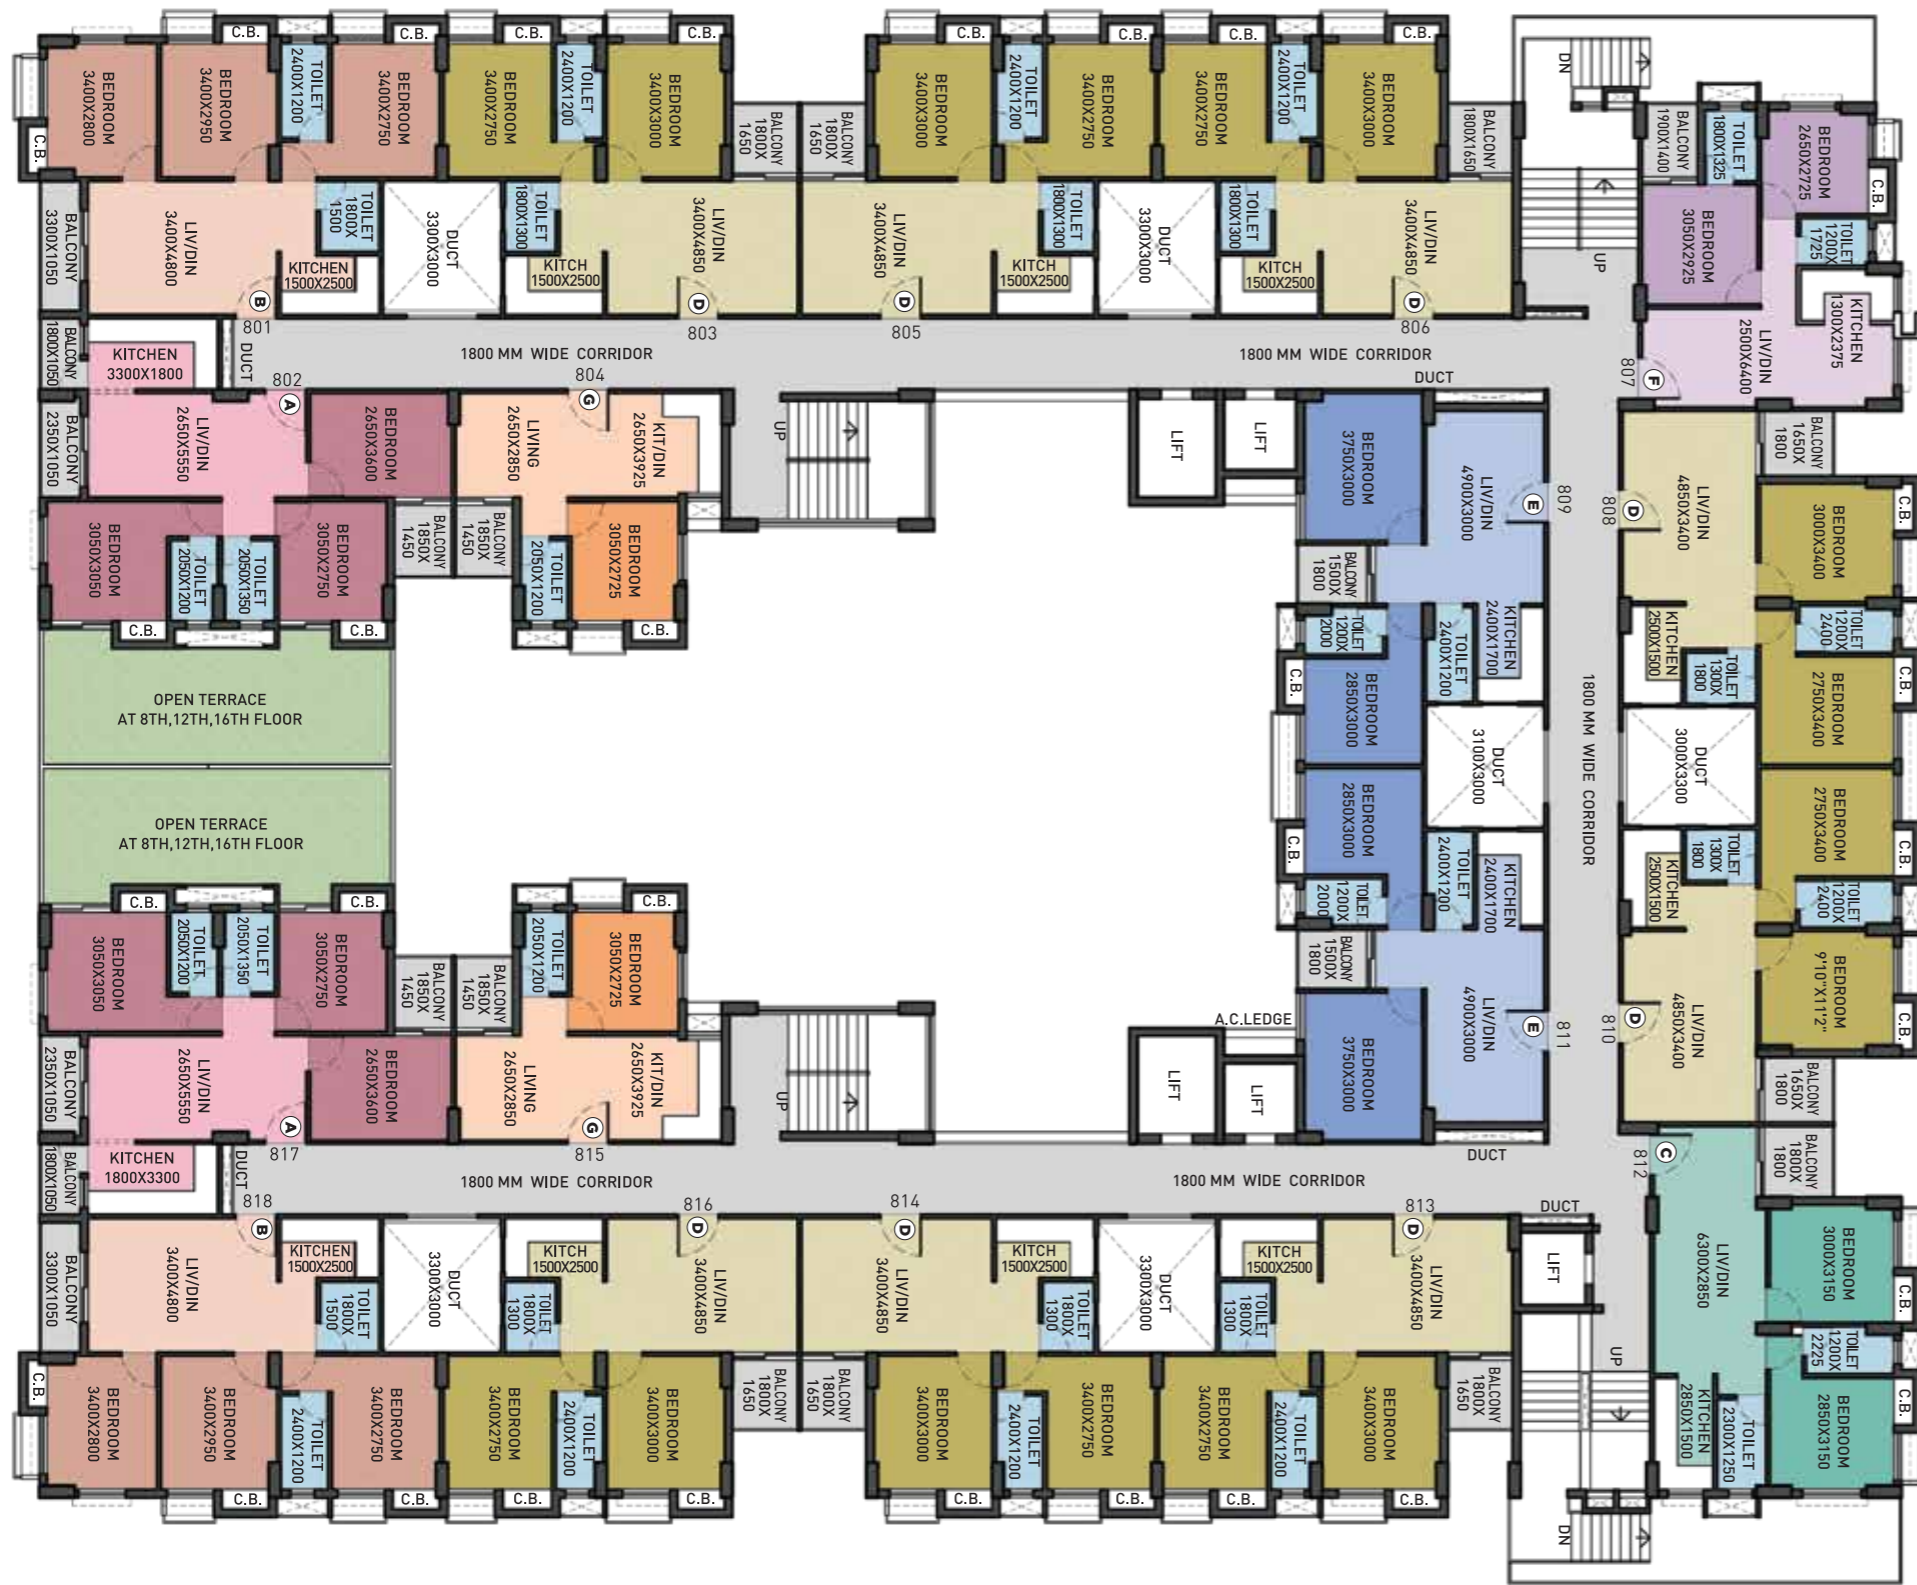 C.B.
C.B.
C.B.
C.B.
C.B.
C.B.
C.B.
C.B.
BEDROOM
3400X2800
BEDROOM
3400X2950
TOILET
2400X1200
BEDROOM
3400X2750
BEDROOM
3400X2750
TOILET
2400X1200
BEDROOM
3400X3000
BALCONY
1800X
1650
BALCONY
1800X
1650
BEDROOM
3400X3000
TOILET
2400X1200
BEDROOM
3400X2750
BEDROOM
3400X2750
TOILET
2400X1200
BEDROOM
3400X3000
BALCONY
1800X1650
DN
BALCONY
1900X1400
TOILET
1800X1325
BEDROOM
2650X2725
C.B.
C.B.
BALCONY
3300X1050
LIV/DIN
3400X4800
TOILET
1800X
1500
KITCHEN
1500X2500
DUCT
3300X3000
TOILET
1800X1300
KITCH
1500X2500
LIV/DIN
3400X4850
LIV/DIN
3400X4850
TOILET
1800X1300
KITCH
1500X2500
DUCT
3300X3000
TOILET
1800X1300
KITCH
1500X2500
LIV/DIN
3400X4850
UP
BEDROOM
3050X2925
TOILET
1200X
1725
KITCHEN
1300X2375
LIV/DIN
2500X6400
B
D
D
D
801
803
805
806
BALCONY
1800X1050
KITCHEN
3300X1800
DUCT
1800 MM WIDE CORRIDOR
1800 MM WIDE CORRIDOR
802
804
DUCT
807
F
A
G
BALCONY
2350X1050
LIV/DIN
2650X5550
BEDROOM
2650X3600
LIVING
2650X2850
KIT/DIN
2650X3925
UP
LIFT
LIFT
BEDROOM
3750X3000
LIV/DIN
4900X3000
E
809
808
D
LIV/DIN
4850X3400
BALCONY
1650X
1800
BEDROOM
3000X3400
C.B.
BEDROOM
3050X3050
TOILET
2050X1200
TOILET
2050X1350
BEDROOM
3050X2750
BALCONY
1850X
1450
BALCONY
1850X
1450
TOILET
2050X1200
BEDROOM
3050X2725
C.B.
C.B.
C.B.
BALCONY
1500X
1800
TOILET
1200X
2000
TOILET
2400X1200
KITCHEN
2400X1700
KITCHEN
2500X1500
TOILET
1300X
1800
TOILET
1200X
2400
OPEN TERRACE
AT 8TH,12TH,16TH FLOOR
C.B.
BEDROOM
2850X3000
DUCT
3100X3000
1800 MM WIDE CORRIDOR
DUCT
3000X3300
BEDROOM
2750X3400
C.B.
OPEN TERRACE
AT 8TH,12TH,16TH FLOOR
C.B.
BEDROOM
2850X3000
BEDROOM
2750X3400
C.B.
C.B.
C.B.
C.B.
TOILET
1200X
2000
TOILET
2400X1200
KITCHEN
2400X1700
KITCHEN
2500X1500
TOILET
1300X
1800
TOILET
1200X
2400
BEDROOM
3050X3050
TOILET
2050X1200
TOILET
2050X1350
BEDROOM
3050X2750
BALCONY
1850X
1450
BALCONY
1850X
1450
TOILET
2050X1200
BEDROOM
3050X2725
BALCONY
1500X
1800
LIV/DIN
4900X3000
LIV/DIN
4850X3400
BEDROOM
9'10"X11'2"
C.B.
A.C.LEDGE
E
811
810
D
BALCONY
2350X1050
LIV/DIN
2650X5550
BEDROOM
2650X3600
LIVING
2650X2850
KIT/DIN
2650X3925
UP
LIFT
LIFT
BEDROOM
3750X3000
BALCONY
1650X
1800
A
G
817
815
BALCONY
1800X1050
KITCHEN
1800X3300
DUCT
1800 MM WIDE CORRIDOR
1800 MM WIDE CORRIDOR
DUCT
812
C
BALCONY
1800X
1800
818
816
814
813
DUCT
B
D
D
D
BALCONY
3300X1050
LIV/DIN
3400X4800
KITCHEN
1500X2500
TOILET
1800X
1500
DUCT
3300X3000
KITCH
1500X2500
TOILET
1800X
1300
LIV/DIN
3400X4850
LIV/DIN
3400X4850
KITCH
1500X2500
TOILET
1800X
1300
DUCT
3300X3000
KITCH
1500X2500
TOILET
1800X
1300
LIV/DIN
3400X4850
LIFT
LIV/DIN
6300X2850
BEDROOM
3000X3150
C.B.
UP
TOILET
1200X
2225
C.B.
BEDROOM
3400X2800
BEDROOM
3400X2950
TOILET
2400X1200
BEDROOM
3400X2750
BEDROOM
3400X2750
TOILET
2400X1200
BEDROOM
3400X3000
BALCONY
1800X
1650
BALCONY
1800X
1650
BEDROOM
3400X3000
TOILET
2400X1200
BEDROOM
3400X2750
BEDROOM
3400X2750
TOILET
2400X1200
BEDROOM
3400X3000
BALCONY
1800X
1650
KITCHEN
2850X1500
TOILET
2300X1250
BEDROOM
2850X3150
C.B.
C.B.
C.B.
C.B.
C.B.
C.B.
C.B.
C.B.
C.B.
DN